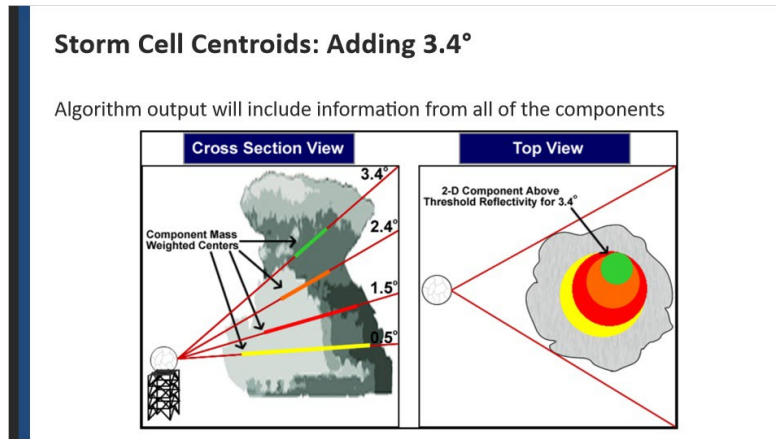 Storm Cell Centroids: Adding 3.4°
Algorithm output will include information from all of the components
Cross Section View
3.4°
2.4°
Component Mass
Weighted Centers
1.5°
0.5°
Top View
2-D Component Above
Threshold Reflectivity for 3.4°